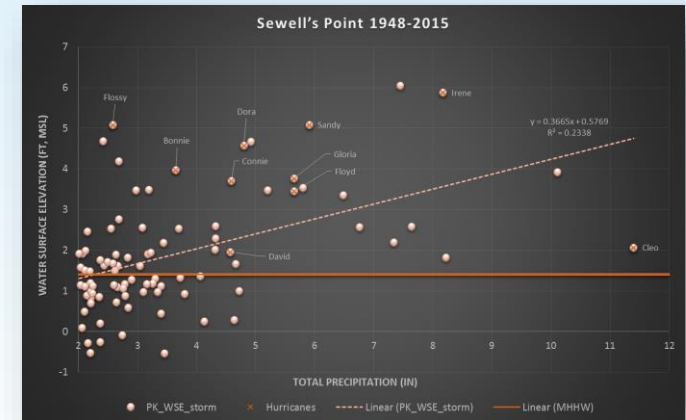 Sewell's Point 1948-2015
7
6
5
4
3
2
1
0
-1
WATER SURFACE ELEVATION (FT, MSL)
Flossy
Bonnie
Dora
Connie
Sandy
Gloria
Floyd
David
Irene
Cleo
y = 0.3665x + 0.5769
R² = 0.2338
2 3 4 5 6 7 8 9 10 11 12
TOTAL PRECIPITATION (IN)
PK_WSE_storm Hurricanes Linear (PK_WSE_storm) Linear (MHHW)